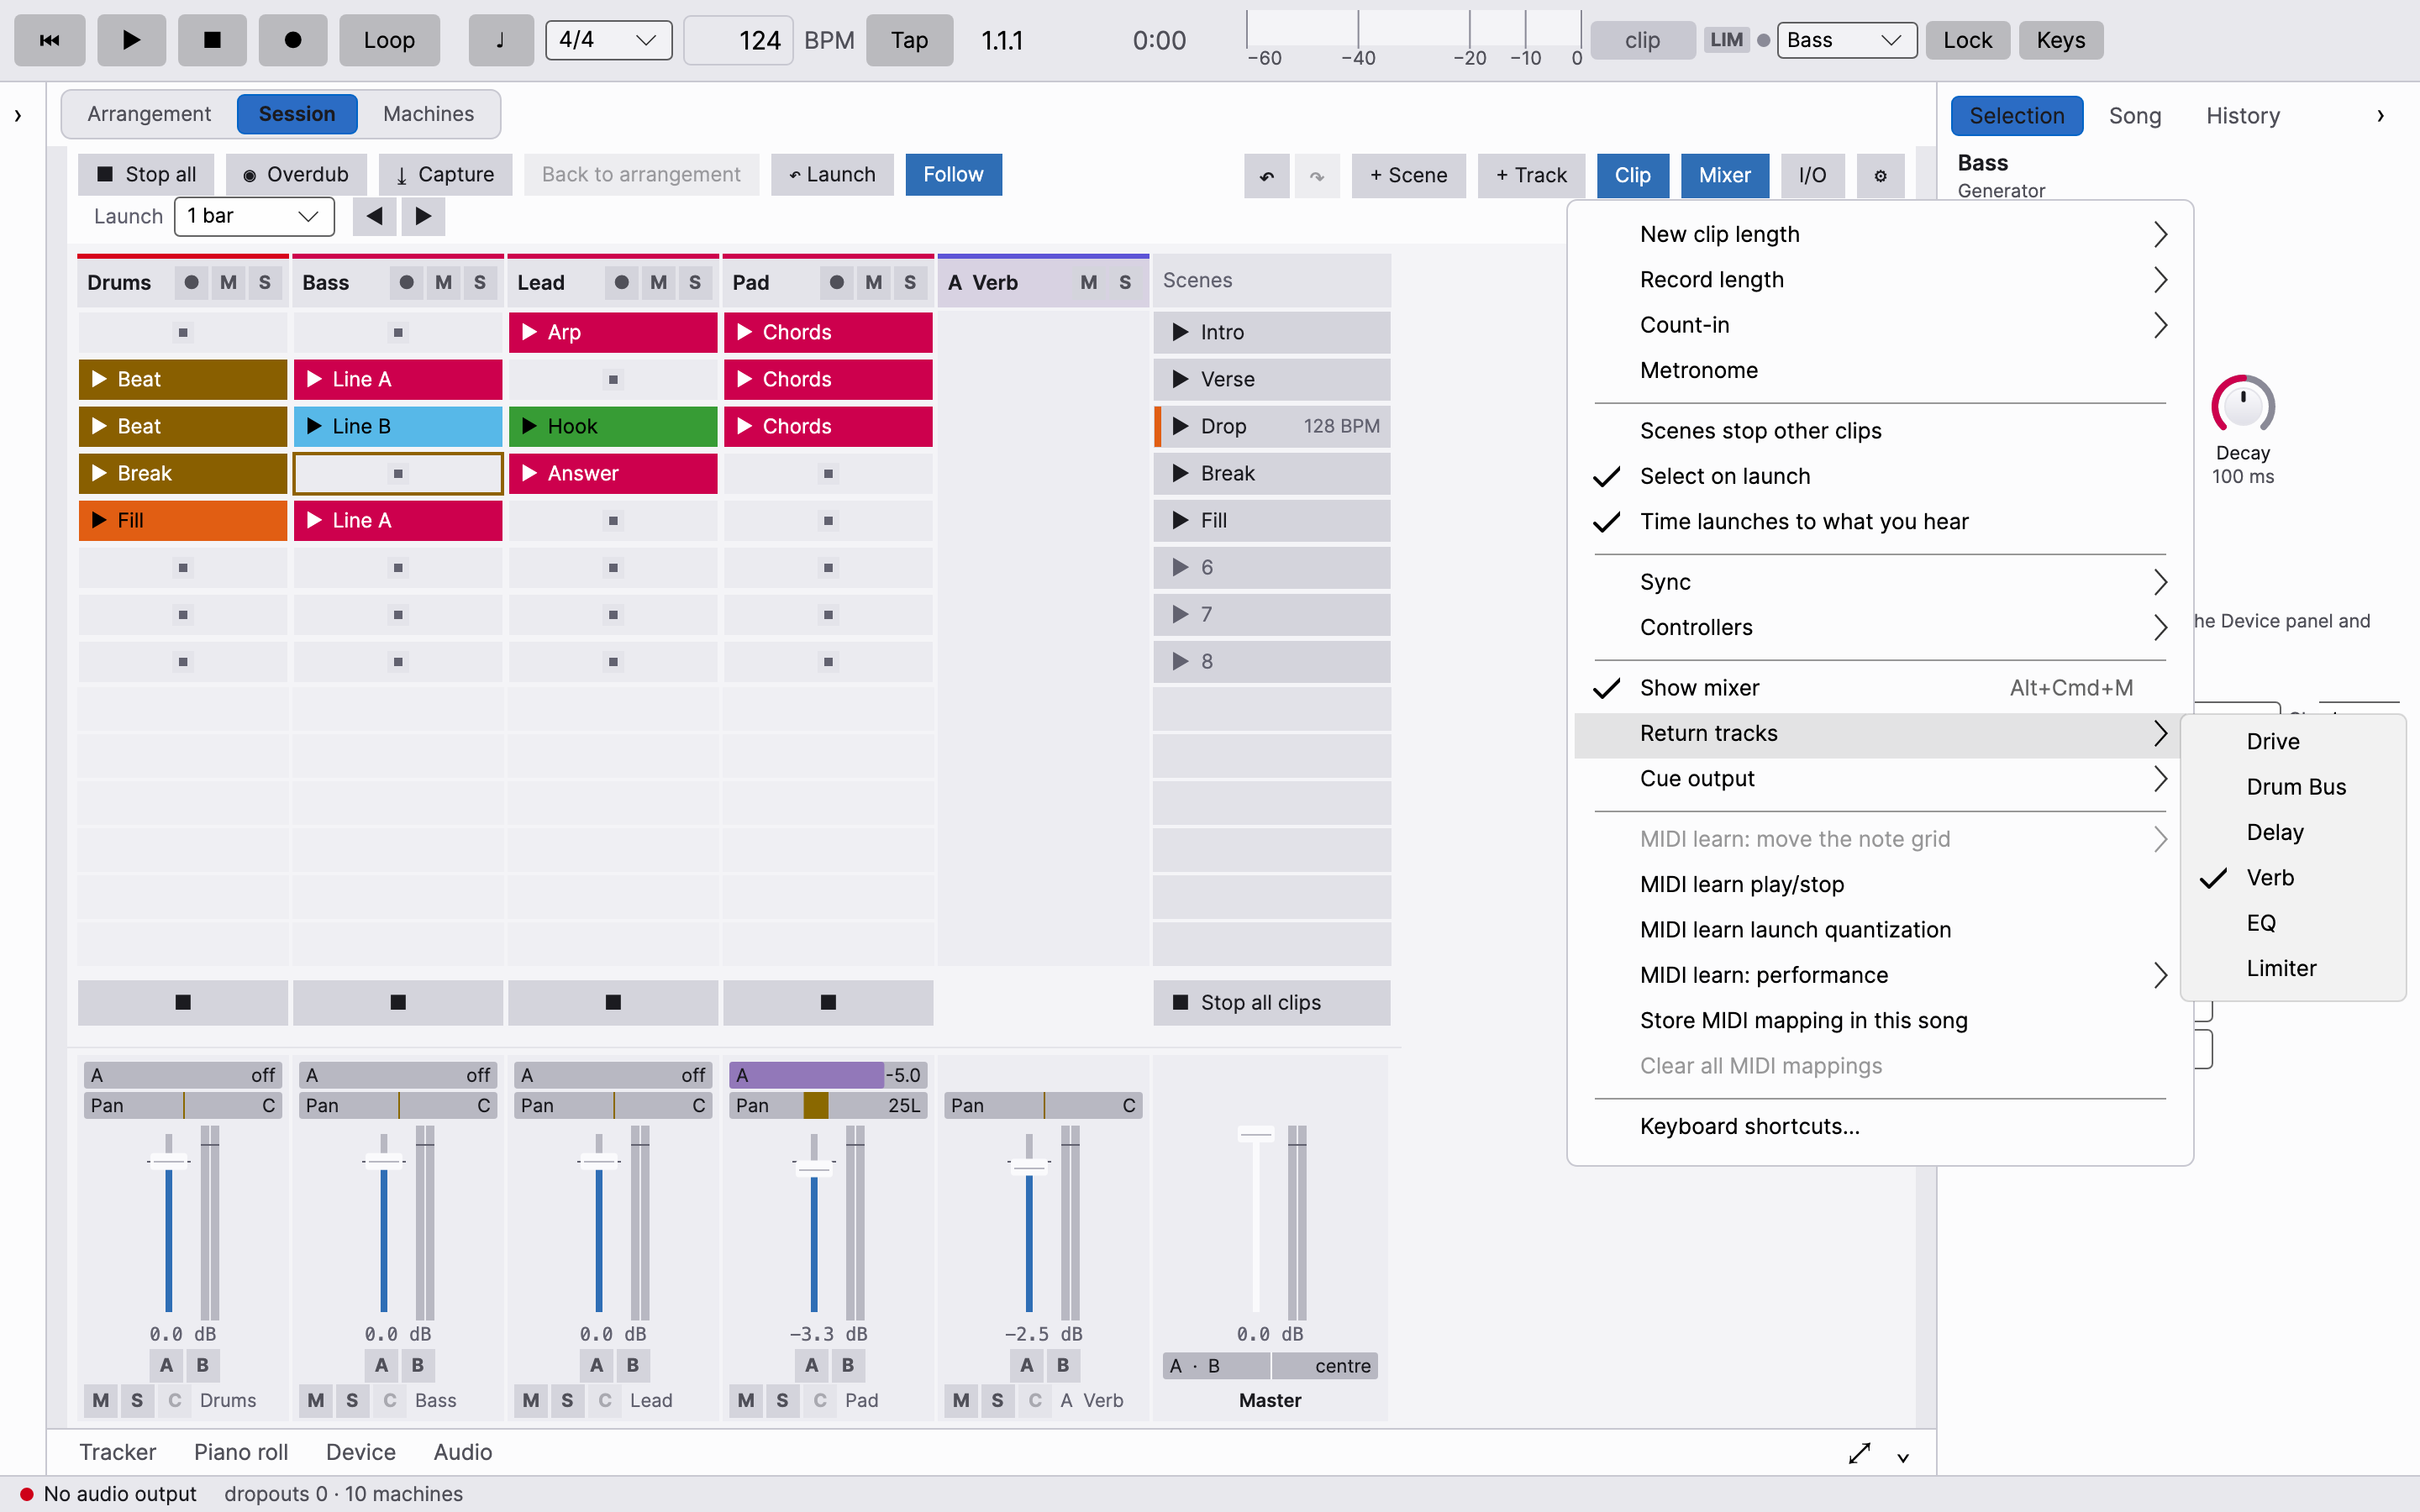 Loop 4/4 124 BPM Tap 1.1.1 0:00 −60 −40 −20 −10 0 clip LIM Bass Lock Keys
Arrangement Session Machines
Selection Song History
Stop all Overdub Capture Back to arrangement Launch Follow
+ Scene + Track Clip Mixer I/O
Bass
Generator
Launch 1 bar
Drums M S Bass M S Lead M S Pad M S A Verb M S Scenes
Arp Chords Intro
Beat Line A Chords Verse
Beat Line B Hook Chords Drop 128 BPM
Break Answer Break
Fill Line A Fill
6
7
8
Stop all clips
New clip length
Record length
Count-in
Metronome
Scenes stop other clips
Select on launch
Time launches to what you hear
Sync
Controllers
Show mixer Alt+Cmd+M
Return tracks
Cue output
MIDI learn: move the note grid
MIDI learn play/stop
MIDI learn launch quantization
MIDI learn: performance
Store MIDI mapping in this song
Clear all MIDI mappings
Keyboard shortcuts...
Drive
Drum Bus
Delay
Verb
EQ
Limiter
Decay
100 ms
he Device panel and
A off A off A off A -5.0
Pan C Pan C Pan C Pan 25L Pan C
0.0 dB 0.0 dB 0.0 dB −3.3 dB −2.5 dB 0.0 dB
A B A B A B A B A B A · B centre
M S C Drums M S C Bass M S C Lead M S C Pad M S C A Verb Master
Tracker Piano roll Device Audio
No audio output dropouts 0 · 10 machines